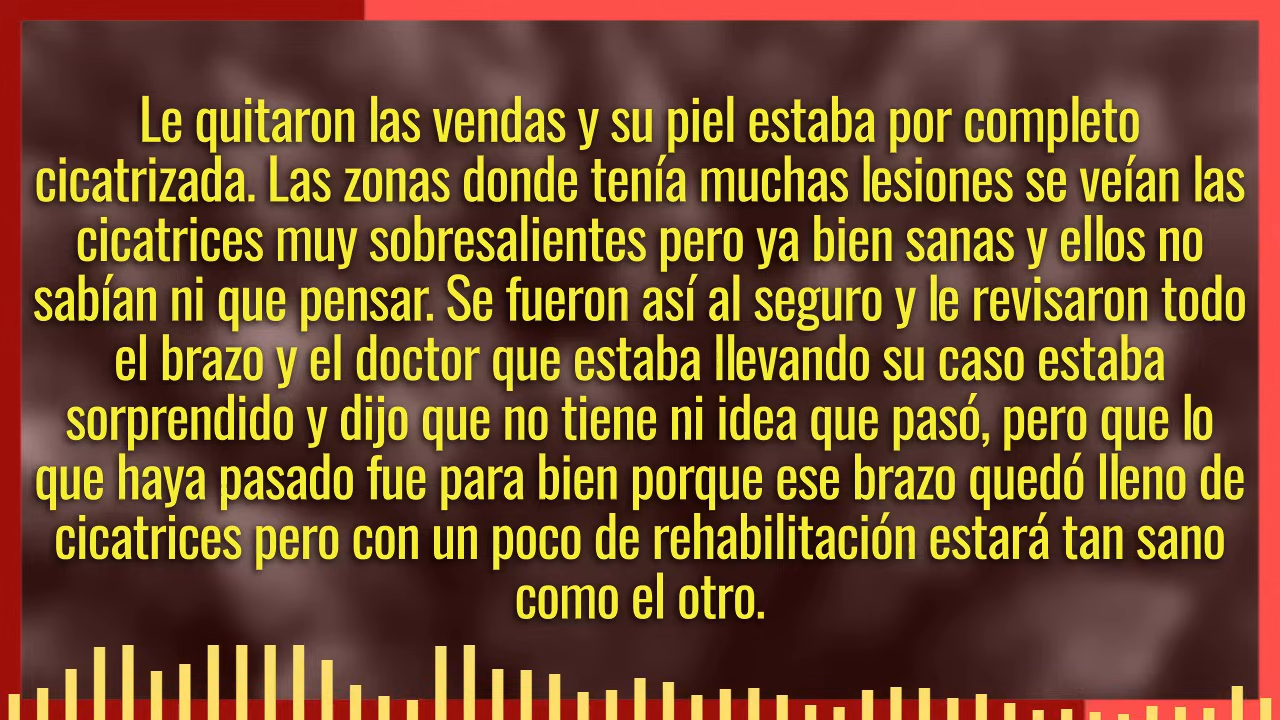 Le quitaron las vendas y su piel estaba por completo
cicatrizada. Las zonas donde tenía muchas lesiones se veían las
cicatrices muy sobresalientes pero ya bien sanas y ellos no
sabían ni que pensar. Se fueron así al seguro y le revisaron todo
el brazo y el doctor que estaba llevando su caso estaba
sorprendido y dijo que no tiene ni idea que pasó, pero que lo
que haya pasado fue para bien porque ese brazo quedó lleno de
cicatrices pero con un poco de rehabilitación estará tan sano
como el otro.